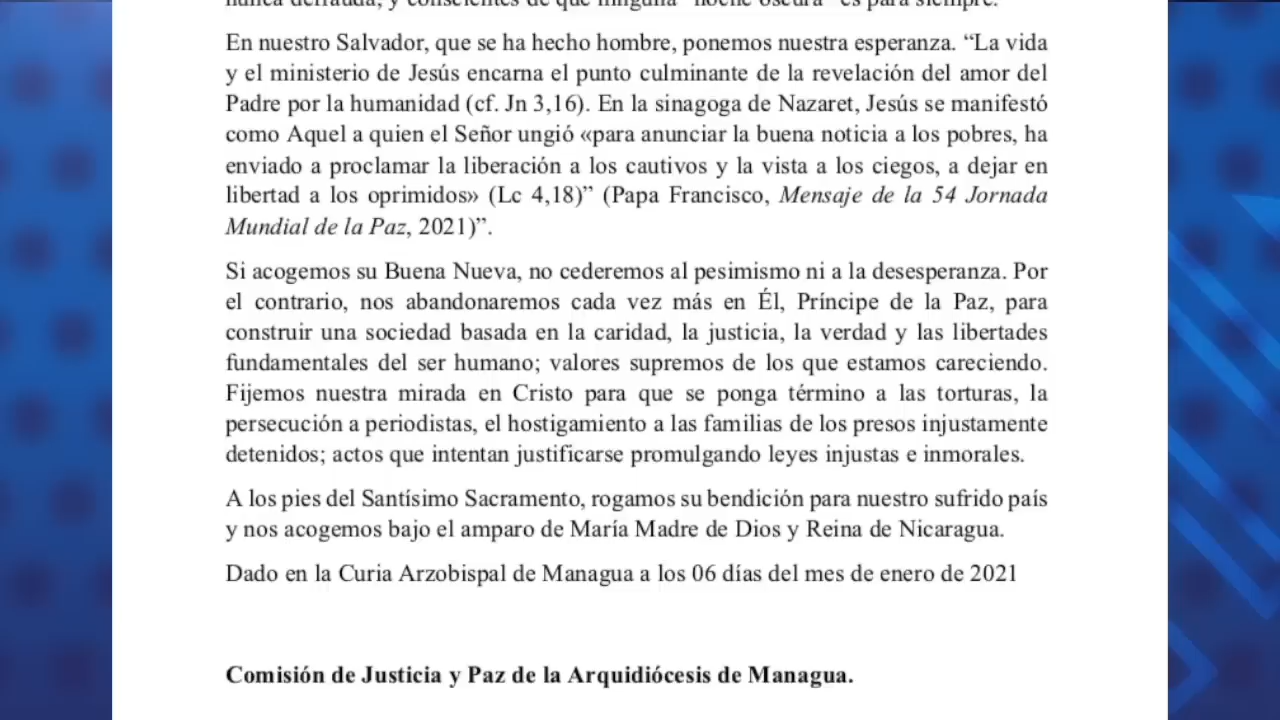 nunca defrauda, y conscientes de que ninguna "noche oscura" es para siempre.
En nuestro Salvador, que se ha hecho hombre, ponemos nuestra esperanza. “La vida
y el ministerio de Jesús encarna el punto culminante de la revelación del amor del
Padre por la humanidad (cf. Jn 3,16). En la sinagoga de Nazaret, Jesús se manifestó
como Aquel a quien el Señor ungió «para anunciar la buena noticia a los pobres, ha
enviado a proclamar la liberación a los cautivos y la vista a los ciegos, a dejar en
libertad a los oprimidos» (Lc 4,18)” (Papa Francisco, Mensaje de la 54 Jornada
Mundial de la Paz, 2021)”.
Si acogemos su Buena Nueva, no cederemos al pesimismo ni a la desesperanza. Por
el contrario, nos abandonaremos cada vez más en Él, Príncipe de la Paz, para
construir una sociedad basada en la caridad, la justicia, la verdad y las libertades
fundamentales del ser humano; valores supremos de los que estamos careciendo.
Fijemos nuestra mirada en Cristo para que se ponga término a las torturas, la
persecución a periodistas, el hostigamiento a las familias de los presos injustamente
detenidos; actos que intentan justificarse promulgando leyes injustas e inmorales.
A los pies del Santísimo Sacramento, rogamos su bendición para nuestro sufrido país
y nos acogemos bajo el amparo de María Madre de Dios y Reina de Nicaragua.
Dado en la Curia Arzobispal de Managua a los 06 días del mes de enero de 2021
Comisión de Justicia y Paz de la Arquidiócesis de Managua.